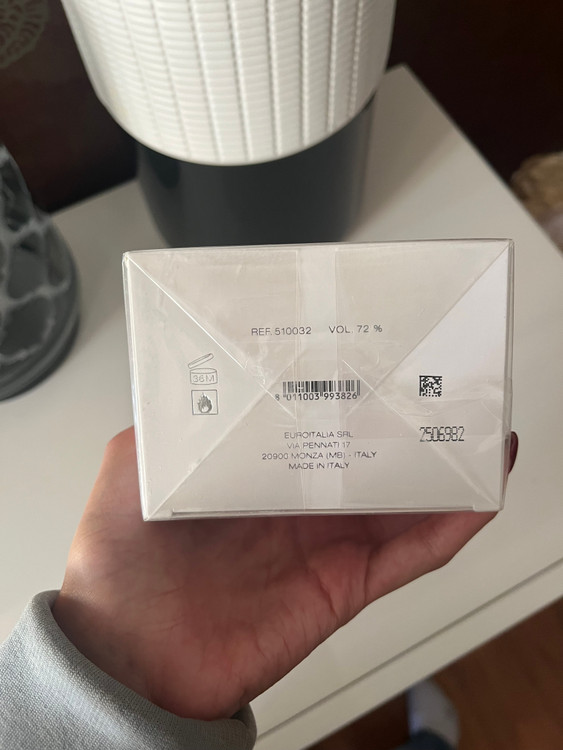 REF. 510032 VOL. 72 %
36M
8 011003 993826
2506982
EUROITALIA SRL
VIA PENNATI 17
20900 MONZA (MB) - ITALY
MADE IN ITALY